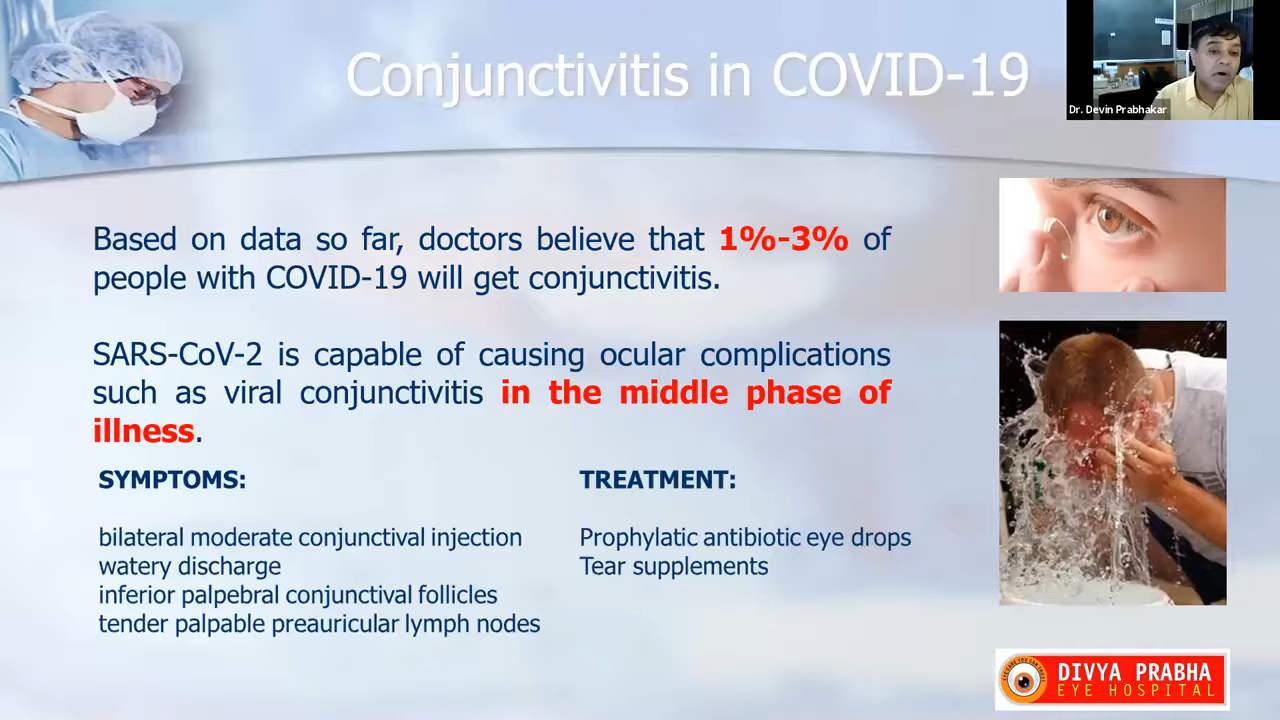 Conjunctivitis in COVID-19
Dr. Devin Prabhakar
Based on data so far, doctors believe that 1%-3% of
people with COVID-19 will get conjunctivitis.
SARS-CoV-2 is capable of causing ocular complications
such as viral conjunctivitis in the middle phase of
illness.
SYMPTOMS:
bilateral moderate conjunctival injection
watery discharge
inferior palpebral conjunctival follicles
tender palpable preauricular lymph nodes
TREATMENT:
Prophylatic antibiotic eye drops
Tear supplements
DIVYA PRABHA
EYE HOSPITAL